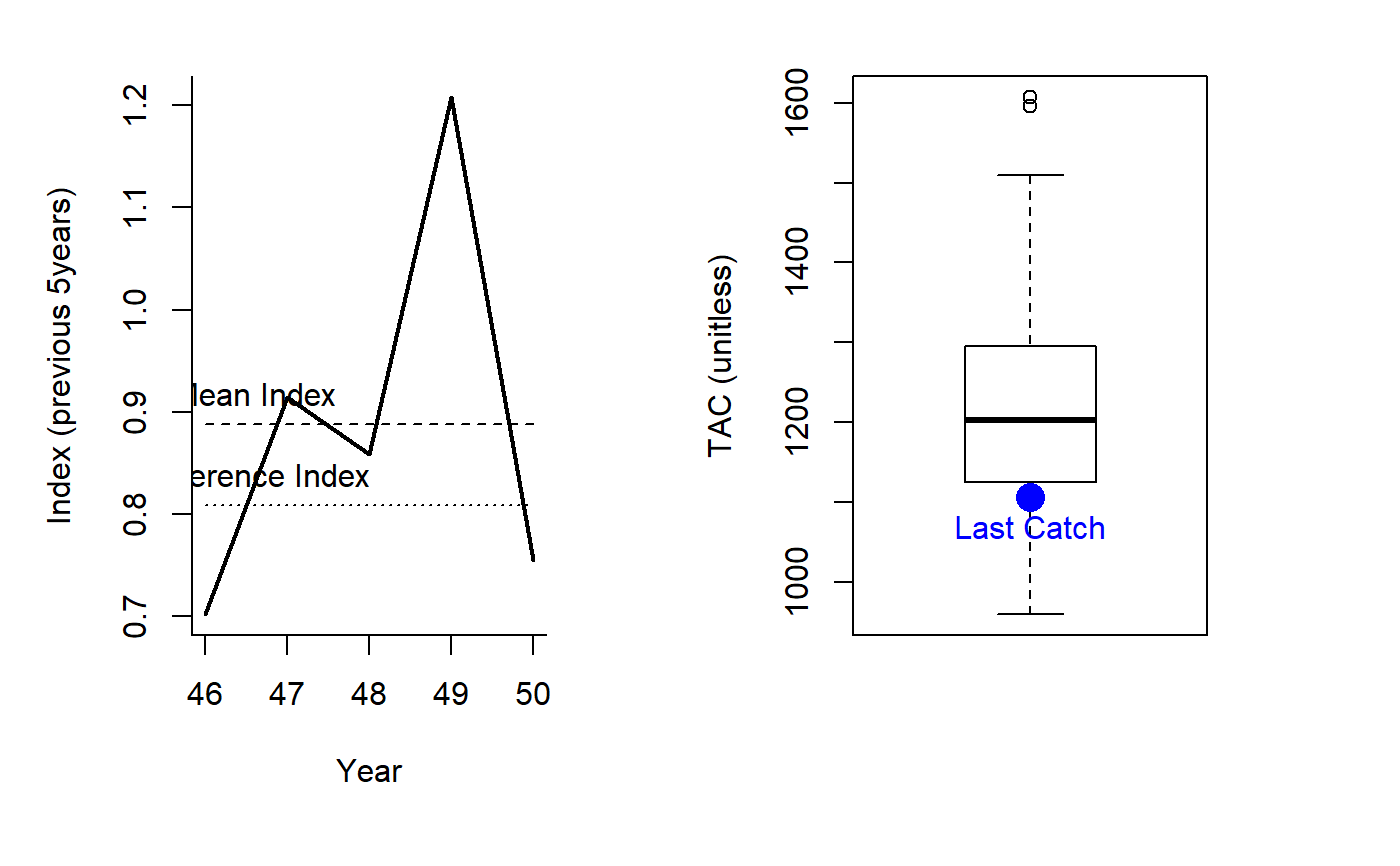 Index (previous 5years)
1.2
1.1
1.0
0.9
0.8
0.7
Mean Index
erence Index
46 47 48 49 50
Year
TAC (unitless)
1600
1400
1200
1000
Last Catch